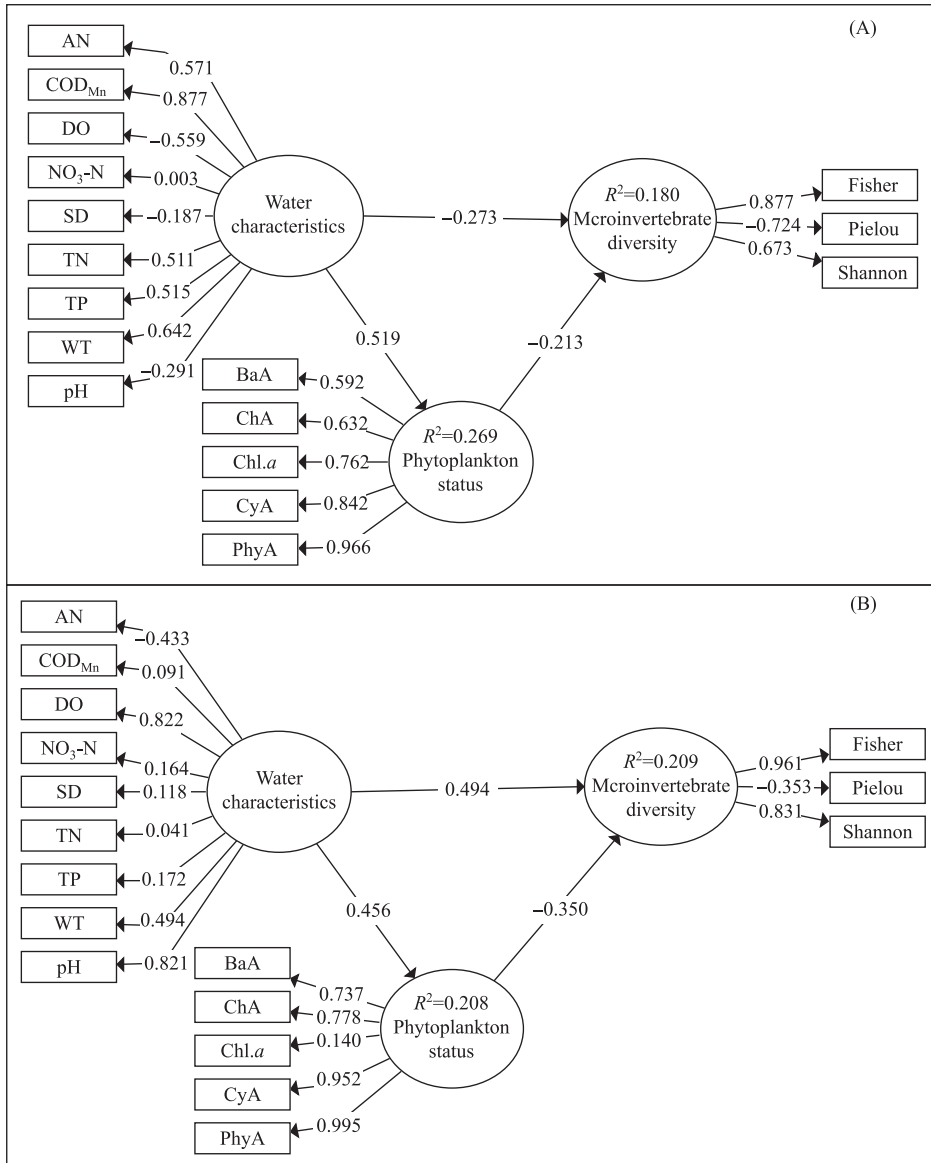 (A)
AN
COD_Mn
DO
NO₃-N
SD
TN
TP
WT
pH
0.571
0.877
−0.559
0.003
−0.187
0.511
0.515
0.642
−0.291
Water
characteristics
−0.273
R²=0.180
Mcroinvertebrate
diversity
0.877
−0.724
0.673
Fisher
Pielou
Shannon
0.519
−0.213
BaA
ChA
Chl.a
CyA
PhyA
0.592
0.632
0.762
0.842
0.966
R²=0.269
Phytoplankton
status
(B)
AN
COD_Mn
DO
NO₃-N
SD
TN
TP
WT
pH
−0.433
0.091
0.822
0.164
0.118
0.041
0.172
0.494
0.821
Water
characteristics
0.494
R²=0.209
Mcroinvertebrate
diversity
0.961
−0.353
0.831
Fisher
Pielou
Shannon
0.456
−0.350
BaA
ChA
Chl.a
CyA
PhyA
0.737
0.778
0.140
0.952
0.995
R²=0.208
Phytoplankton
status